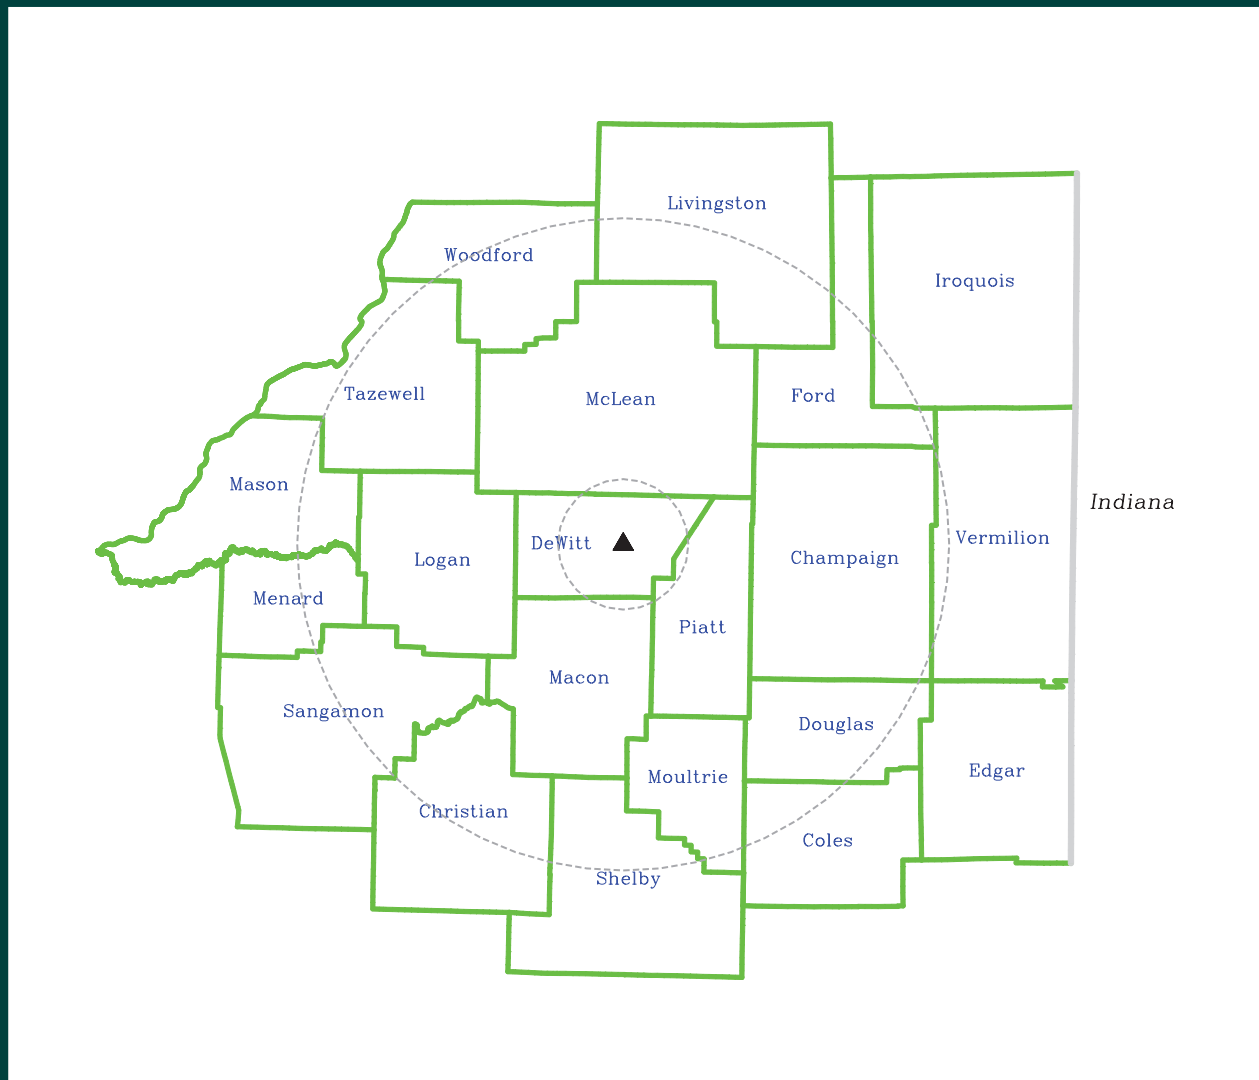 Livingston
Woodford
Iroquois
Tazewell
McLean
Ford
Mason
Indiana
DeWitt
Vermilion
Logan
Champaign
Menard
Piatt
Macon
Sangamon
Douglas
Moultrie
Edgar
Christian
Coles
Shelby